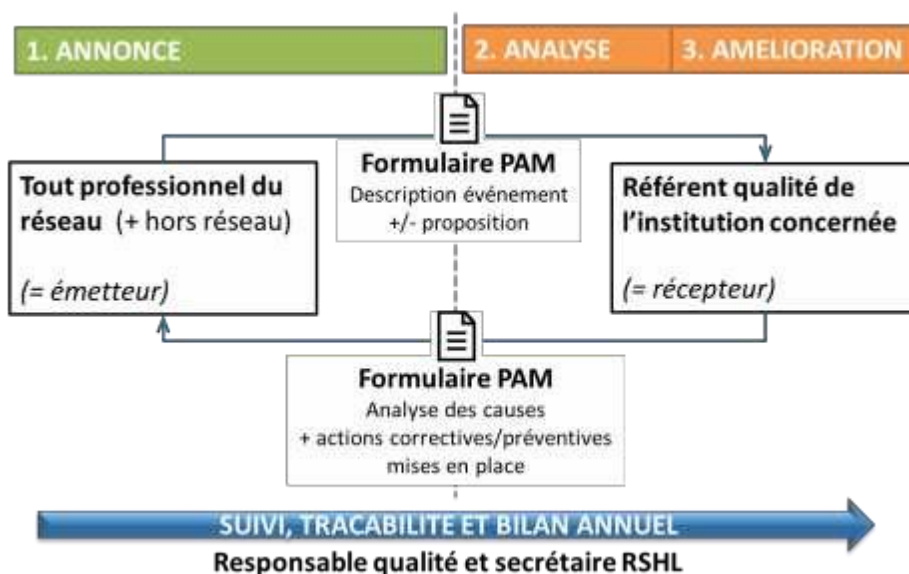 1. ANNONCE
2. ANALYSE
3. AMELIORATION
Formulaire PAM
Description événement
+/- proposition
Tout professionnel du
réseau (+ hors réseau)
(= émetteur)
Référent qualité de
l'institution concernée
(= récepteur)
Formulaire PAM
Analyse des causes
+ actions correctives/préventives
mises en place
SUIVI, TRACABILITE ET BILAN ANNUEL
Responsable qualité et secrétaire RSHL